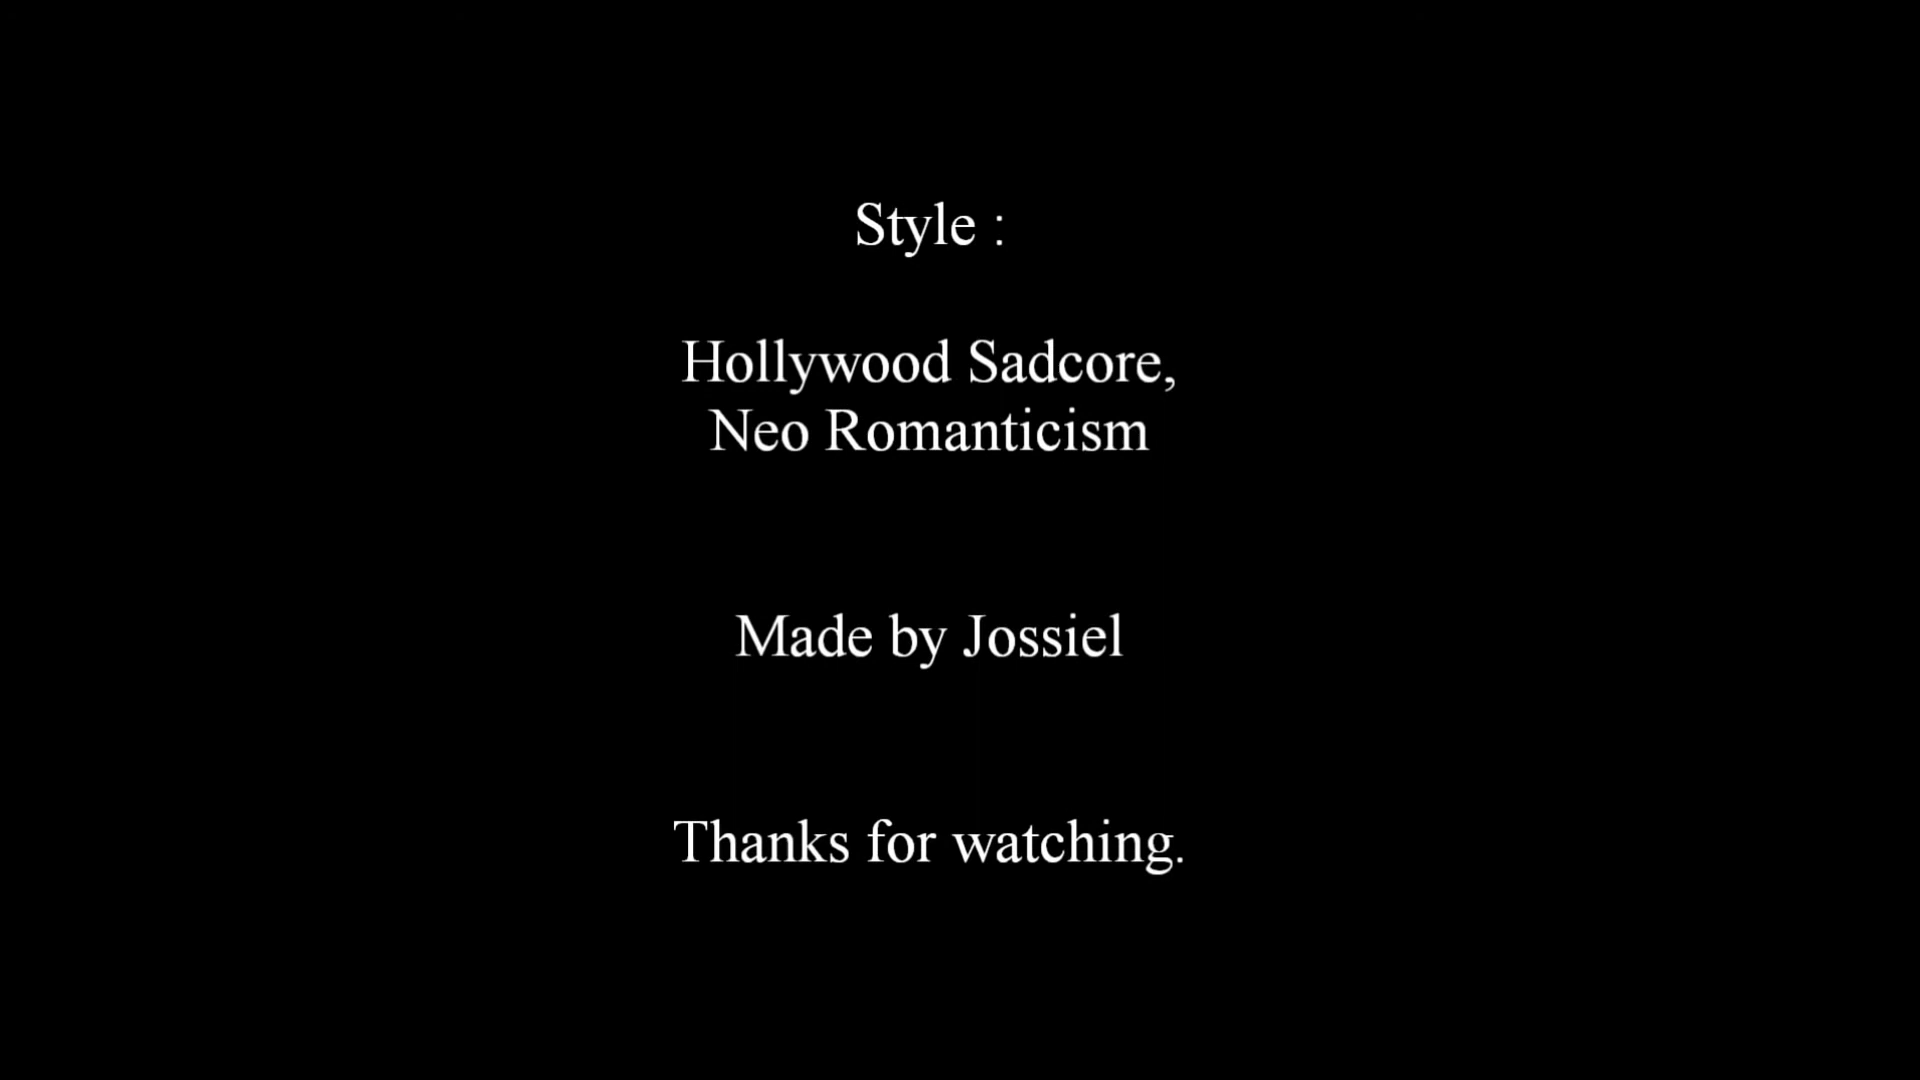 Style :
Hollywood Sadcore,
Neo Romanticism
Made by Jossiel
Thanks for watching.